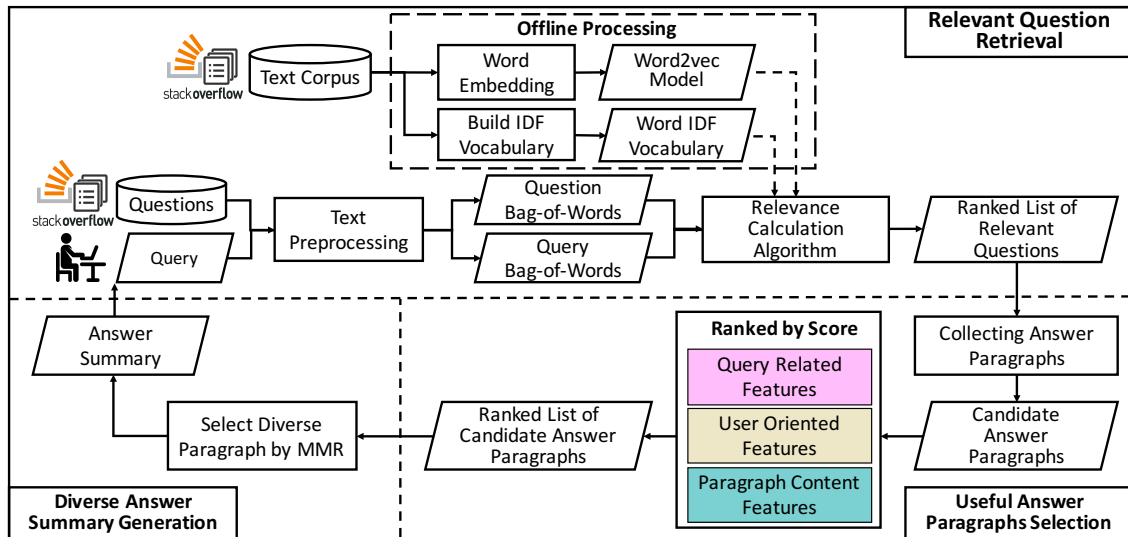 Offline Processing
Relevant Question
Retrieval
stackoverflow
Text Corpus
Word
Embedding
Word2vec
Model
Build IDF
Vocabulary
Word IDF
Vocabulary
stackoverflow
Questions
Query
Text
Preprocessing
Question
Bag-of-Words
Query
Bag-of-Words
Relevance
Calculation
Algorithm
Ranked List of
Relevant
Questions
Answer
Summary
Select Diverse
Paragraph by MMR
Ranked List of
Candidate Answer
Paragraphs
Ranked by Score
Query Related
Features
User Oriented
Features
Paragraph Content
Features
Collecting Answer
Paragraphs
Candidate
Answer
Paragraphs
Diverse Answer
Summary Generation
Useful Answer
Paragraphs Selection